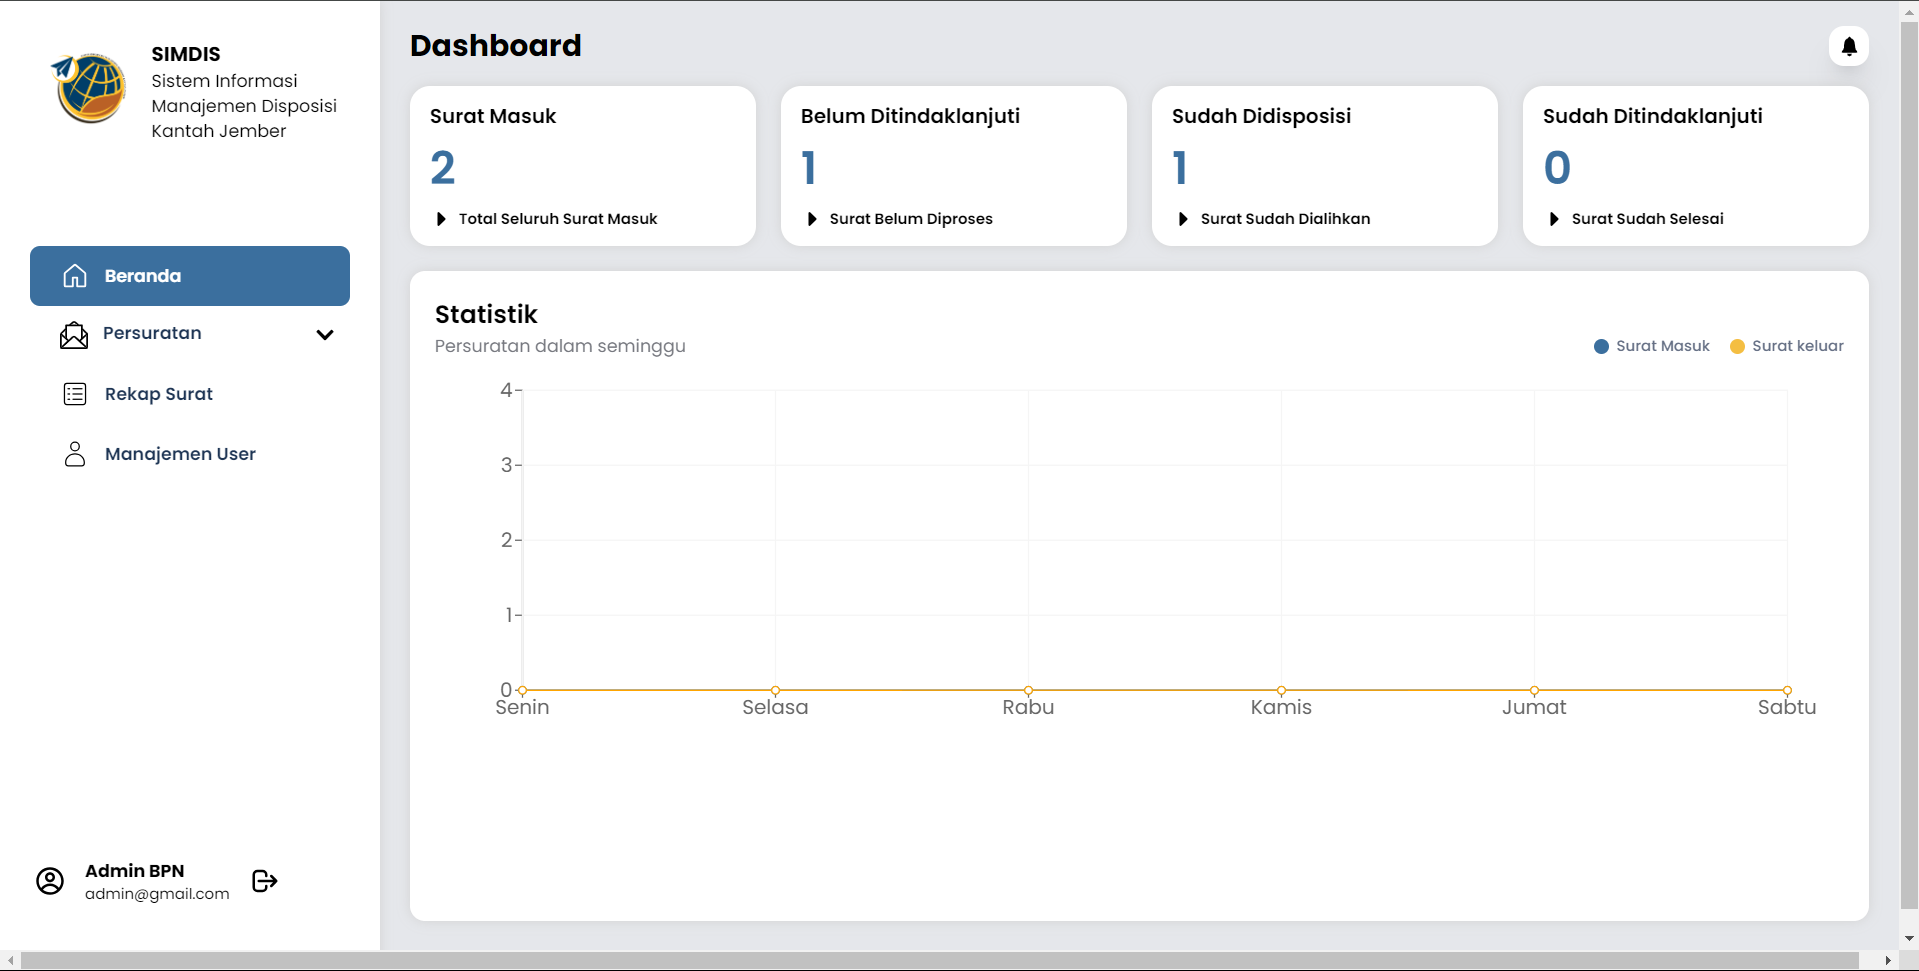 SIMDIS
Sistem Informasi
Manajemen Disposisi
Kantah Jember
Beranda
Persuratan
Rekap Surat
Manajemen User
Admin BPN
admin@gmail.com
Dashboard
Surat Masuk
2
Total Seluruh Surat Masuk
Belum Ditindaklanjuti
1
Surat Belum Diproses
Sudah Didisposisi
1
Surat Sudah Dialihkan
Sudah Ditindaklanjuti
0
Surat Sudah Selesai
Statistik
Persuratan dalam seminggu
Surat Masuk Surat keluar
4
3
2
1
0
Senin Selasa Rabu Kamis Jumat Sabtu